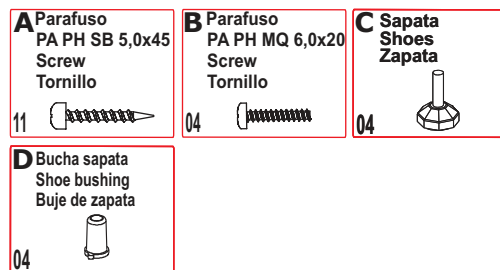 A Parafuso
PA PH SB 5,0x45
Screw
Tornillo
11
B Parafuso
PA PH MQ 6,0x20
Screw
Tornillo
04
C Sapata
Shoes
Zapata
04
D Bucha sapata
Shoe bushing
Buje de zapata
04